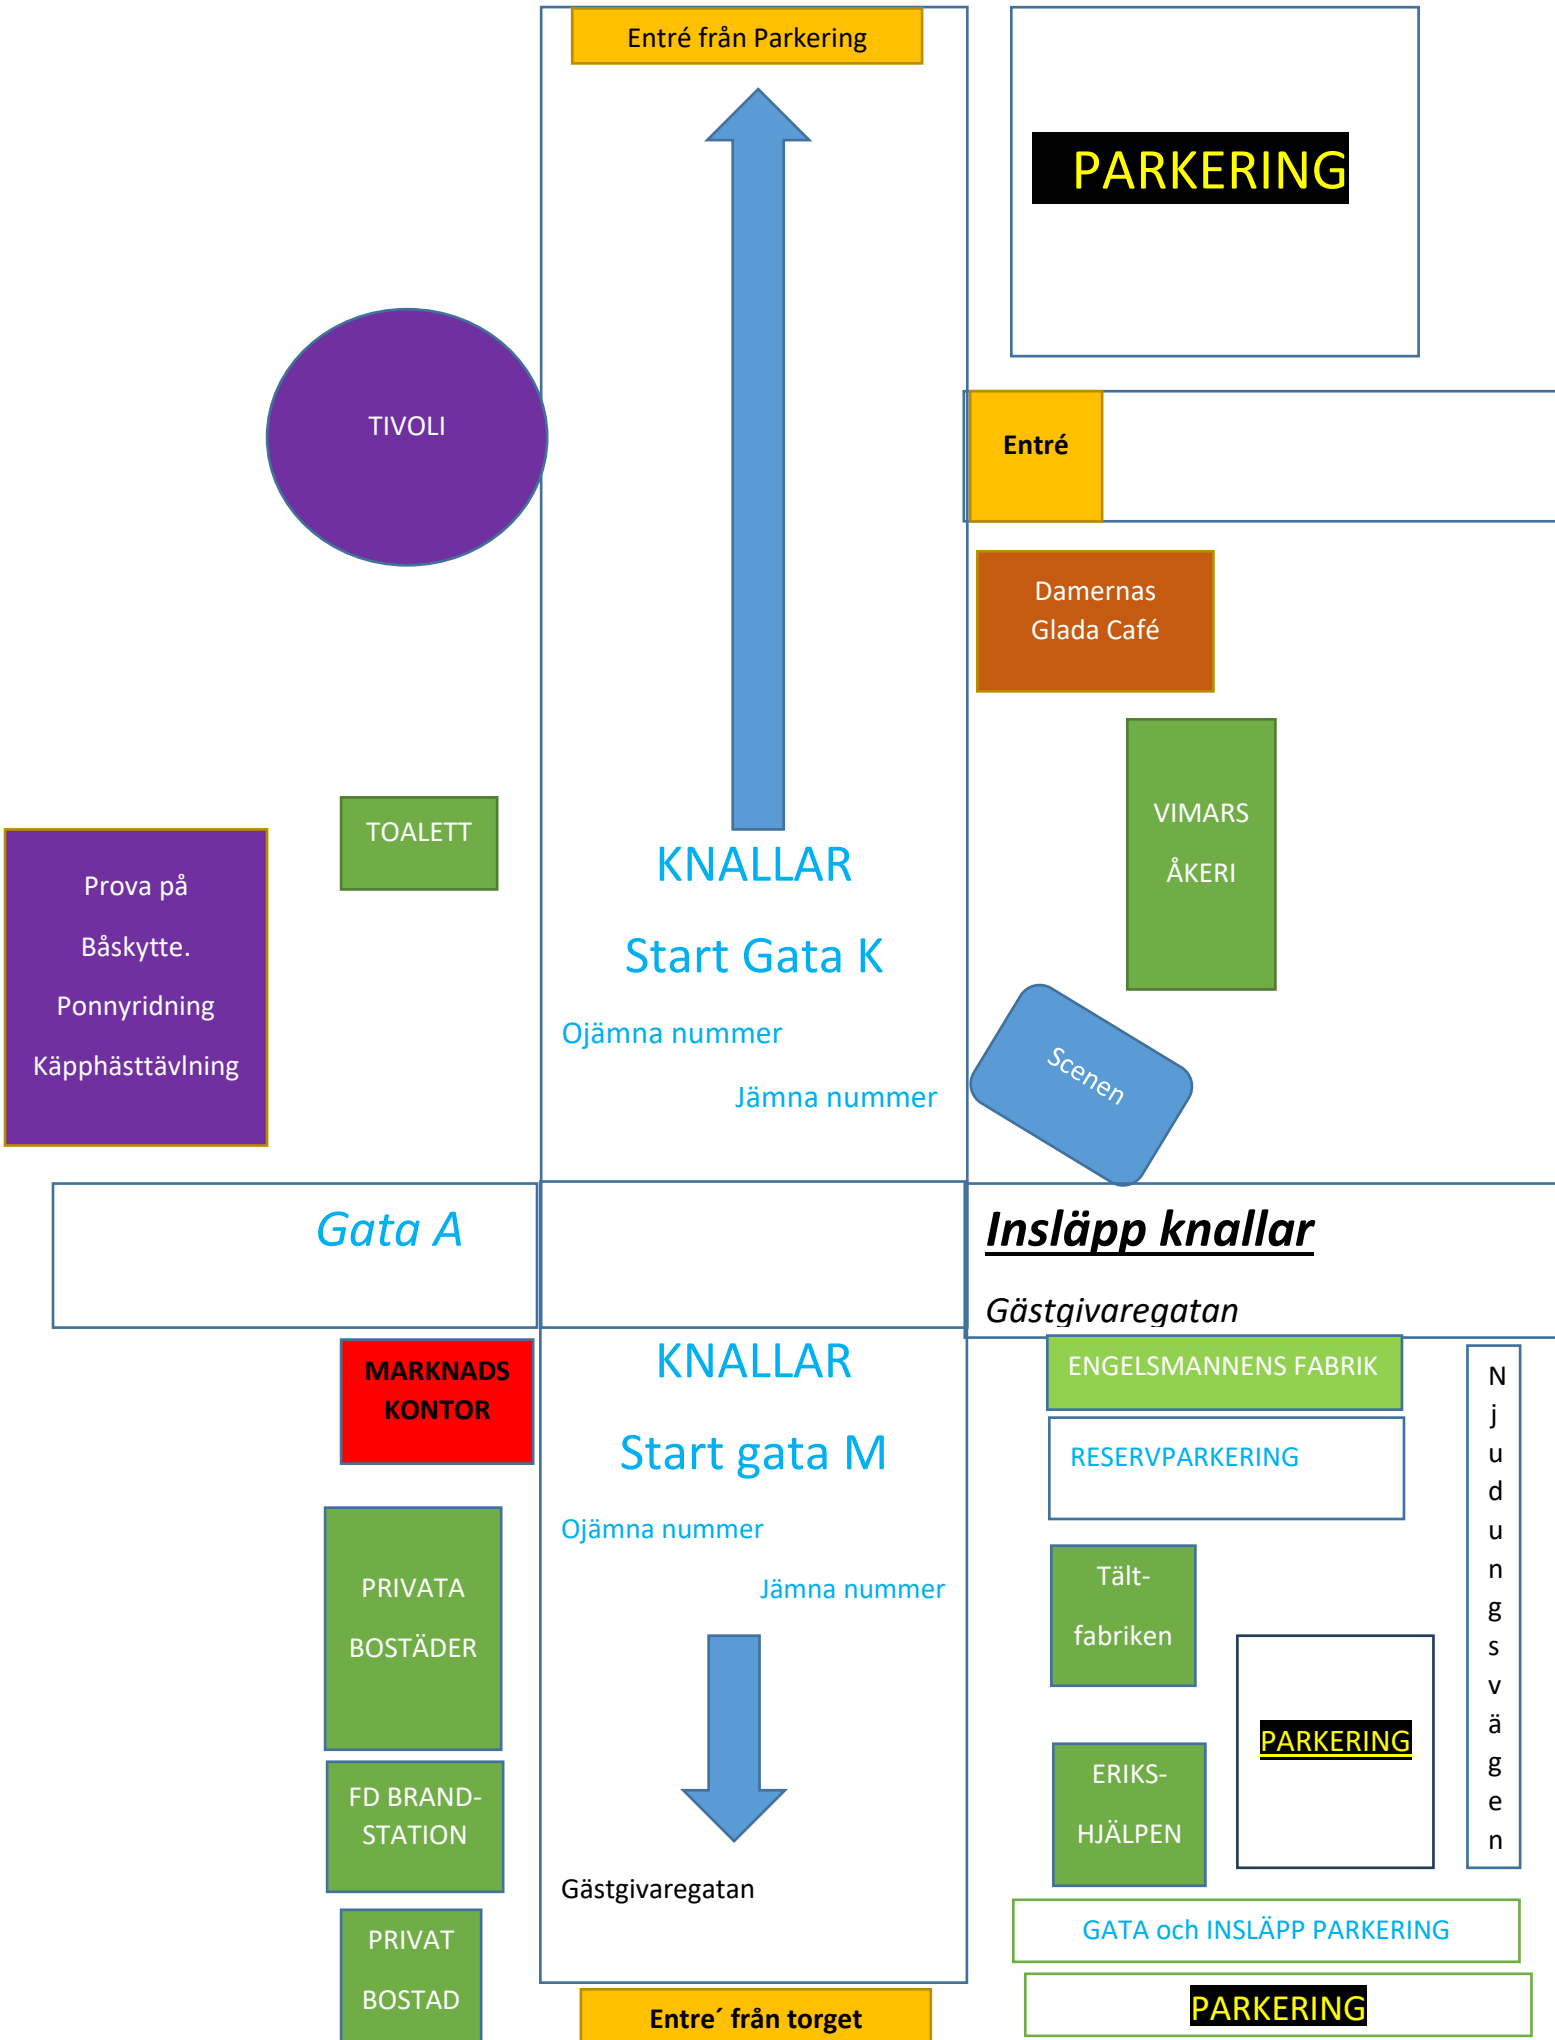 Entré från Parkering
PARKERING
TIVOLI
Entré
Damernas
Glada Café
VIMARS
ÅKERI
TOALETT
Prova på
Båskytte.
Ponnyridning
Käpphästtävlning
KNALLAR
Start Gata K
Ojämna nummer
Jämna nummer
Scenen
Gata A
Insläpp knallar
Gästgivaregatan
MARKNADS
KONTOR
KNALLAR
Start gata M
Ojämna nummer
Jämna nummer
ENGELSMANNENS FABRIK
RESERVPARKERING
Njudungsvägen
PRIVATA
BOSTÄDER
Tält-
fabriken
PARKERING
FD BRAND-
STATION
ERIKS-
HJÄLPEN
Gästgivaregatan
PRIVAT
BOSTAD
GATA och INSLÄPP PARKERING
PARKERING
Entre´ från torget